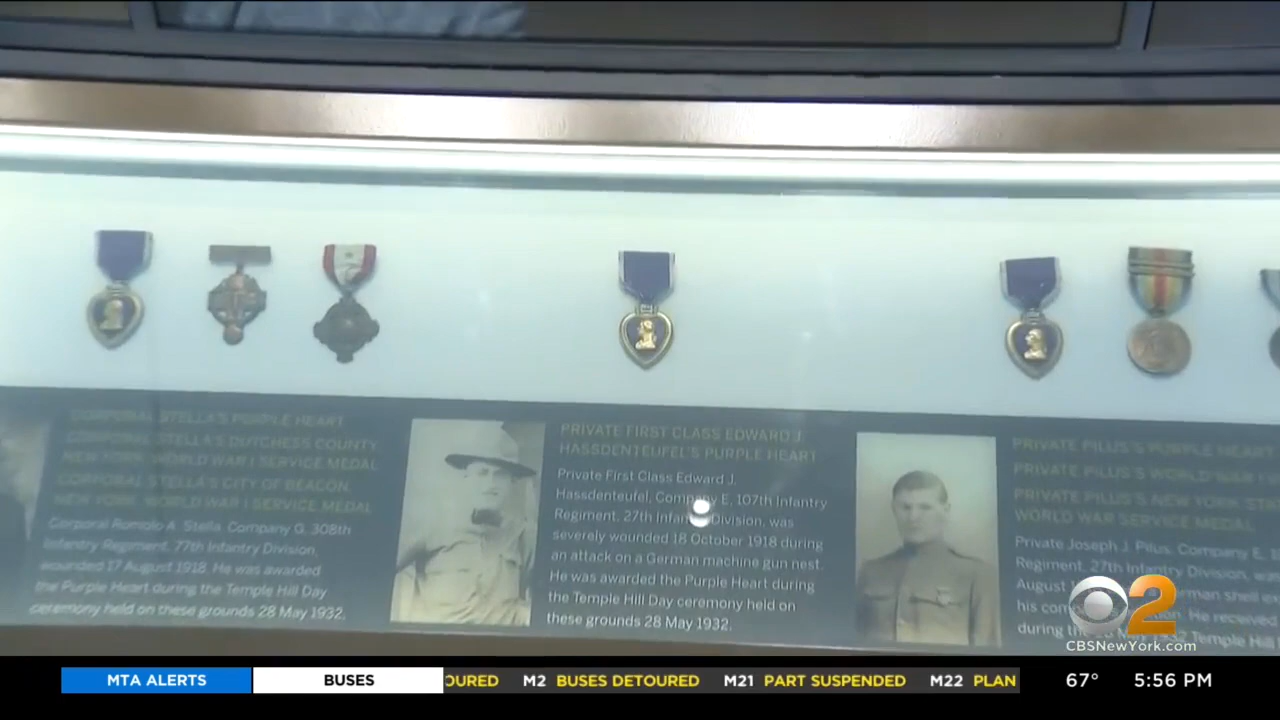 CORPORAL STELLA'S PURPLE HEART
CORPORAL STELLA'S DUTCHESS COUNTY,
NEW YORK, WORLD WAR I SERVICE MEDAL
CORPORAL STELLA'S CITY OF BEACON,
NEW YORK, WORLD WAR I SERVICE MEDAL
Corporal Romolo A. Stella, Company G, 308th
Infantry Regiment, 77th Infantry Division,
wounded 17 August 1918. He was awarded
the Purple Heart during the Temple Hill Day
ceremony held on these grounds 28 May 1932.
PRIVATE FIRST CLASS EDWARD J.
HASSDENTEUFEL'S PURPLE HEART
Private First Class Edward J.
Hassdenteufel, Company E, 107th Infantry
Regiment, 27th Infantry Division, was
severely wounded 18 October 1918 during
an attack on a German machine gun nest.
He was awarded the Purple Heart during
the Temple Hill Day ceremony held on
these grounds 28 May 1932.
PRIVATE PILUS'S PURPLE HEART
PRIVATE PILUS'S WORLD WAR I
PRIVATE PILUS'S NEW YORK
WORLD WAR SERVICE MEDAL
Private Joseph J. Pilus, Company E,
Regiment, 27th Infantry Division,
August shell
his He received
during Temple Hill
2
CBSNewYork.com
MTA ALERTS BUSES OURED M2 BUSES DETOURED M21 PART SUSPENDED M22 PLAN 67° 5:56 PM